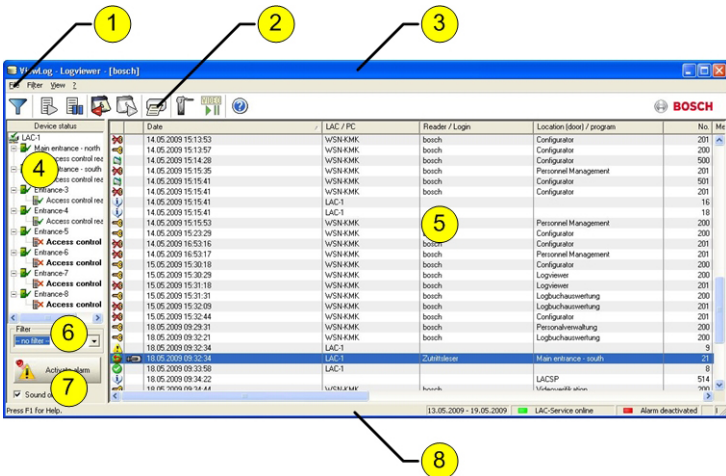 1
2
3
ViewLog - Logviewer - [bosch]
File Filter View ?
VIDEO
BOSCH
Device status
Date / LAC / PC Reader / Login Location (door) / program No. Me
LAC-1
Main entrance - north
Access control rea
entrance - south
control rea
Entrance-3
Access control rea
Entrance-4
Access control rea
Entrance-5
Access control
Entrance-6
Access control
Entrance-7
Access control
Entrance-8
Access control
4
14.05.2009 15:13:53 WSN-KMK bosch Configurator 201
14.05.2009 15:13:57 WSN-KMK bosch Configurator 200
14.05.2009 15:14:28 WSN-KMK bosch Configurator 500
14.05.2009 15:15:35 WSN-KMK bosch Personnel Management 201
14.05.2009 15:15:41 WSN-KMK bosch Configurator 501
14.05.2009 15:15:41 WSN-KMK bosch Configurator 201
14.05.2009 15:15:41 LAC-1 16
14.05.2009 15:15:41 LAC-1 18
14.05.2009 15:15:53 WSN-KMK Personnel Management 200
14.05.2009 15:23:29 WSN-KMK Configurator 200
14.05.2009 16:53:16 WSN-KMK bosch Configurator 201
14.05.2009 16:53:17 WSN-KMK bosch Personnel Management 201
15.05.2009 15:30:18 WSN-KMK bosch Configurator 200
15.05.2009 15:30:29 WSN-KMK bosch Logviewer 200
15.05.2009 15:31:18 WSN-KMK bosch Logviewer 201
15.05.2009 15:31:31 WSN-KMK bosch Logbuchauswertung 200
15.05.2009 15:32:09 WSN-KMK bosch Logbuchauswertung 201
15.05.2009 15:32:44 WSN-KMK bosch Configurator 201
18.05.2009 09:29:31 WSN-KMK bosch Personalverwaltung 200
18.05.2009 09:32:21 WSN-KMK bosch Logbuchauswertung 200
18.05.2009 09:32:34 LAC-1 9
18.05.2009 09:32:34 LAC-1 Zutrittsleser Main entrance - south 21
18.05.2009 09:33:58 LAC-1 8
18.05.2009 09:34:22 LACSP 514
18.05.2009 09:34:44 WSN-KMK bosch Videoverifikation 200
5
Filter
-- no filter --
6
Activate alarm
Sound o
7
Press F1 for Help. 13.05.2009 - 19.05.2009 LAC-Service online Alarm deactivated
8